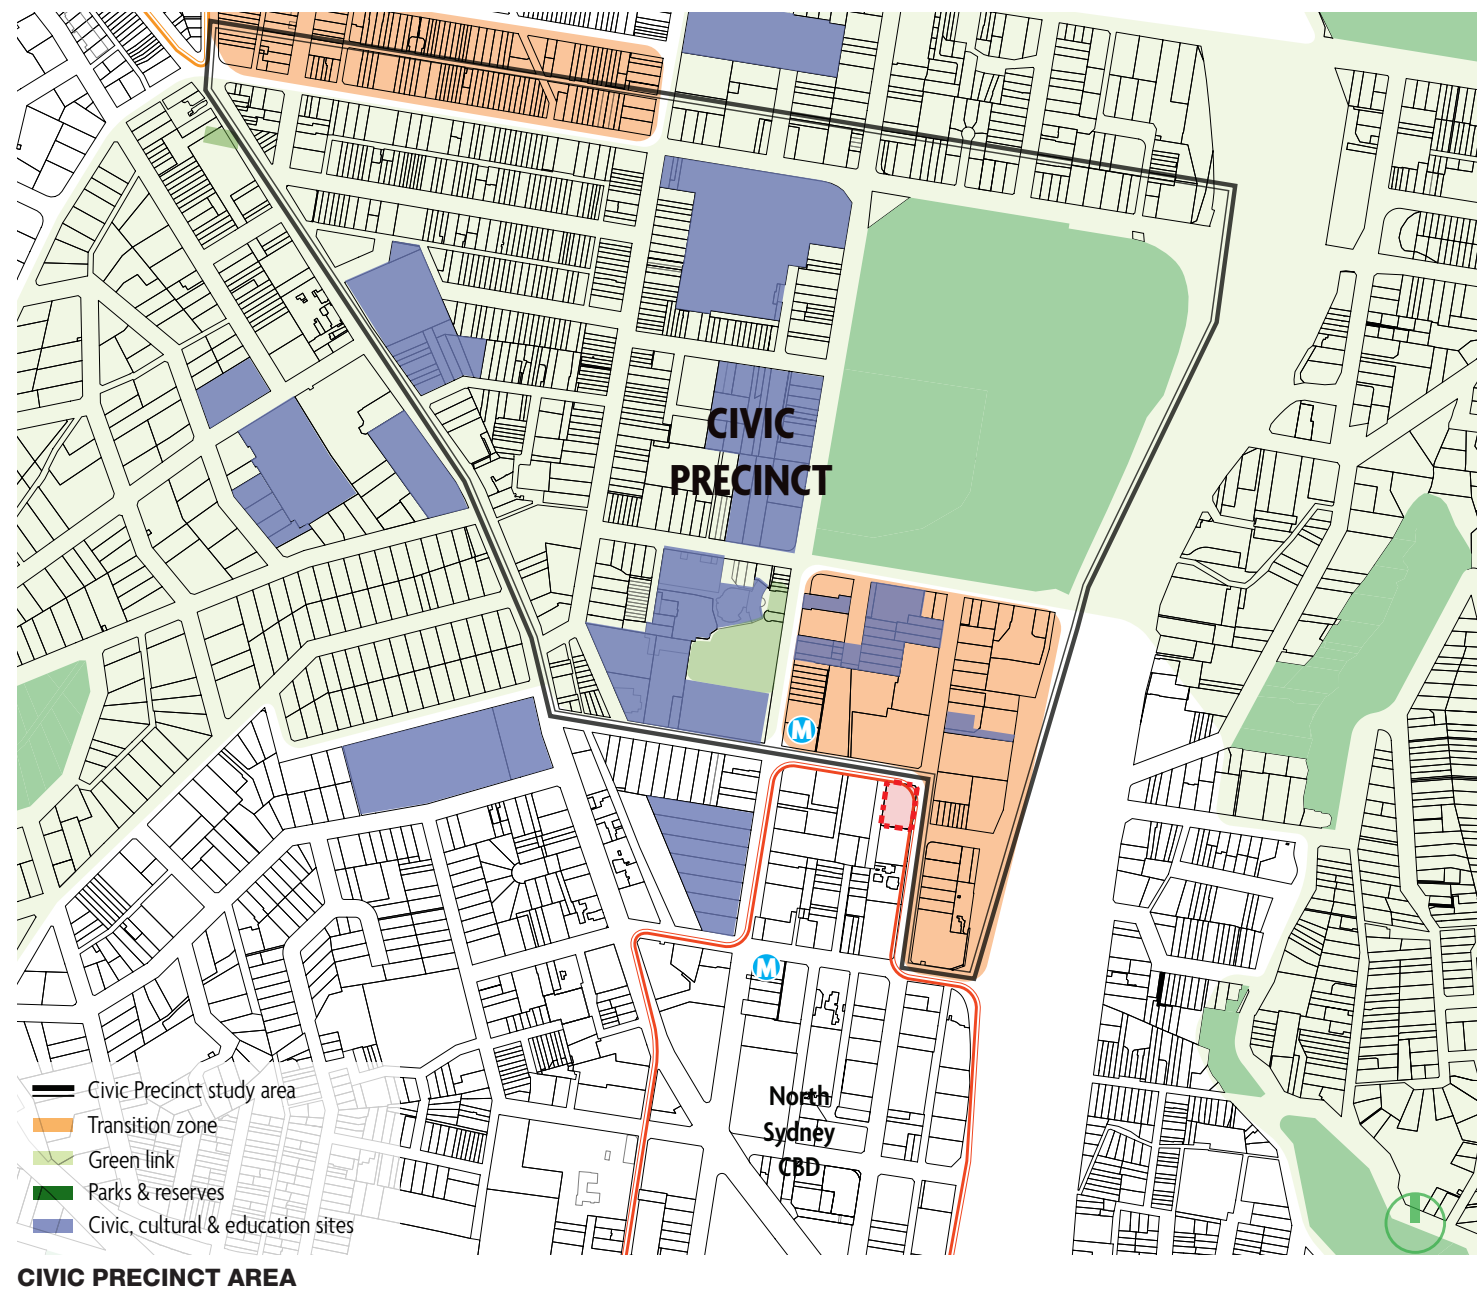 CIVIC
PRECINCT
M
M
North
Sydney
CBD
Civic Precinct study area
Transition zone
Green link
Parks & reserves
Civic, cultural & education sites
CIVIC PRECINCT AREA